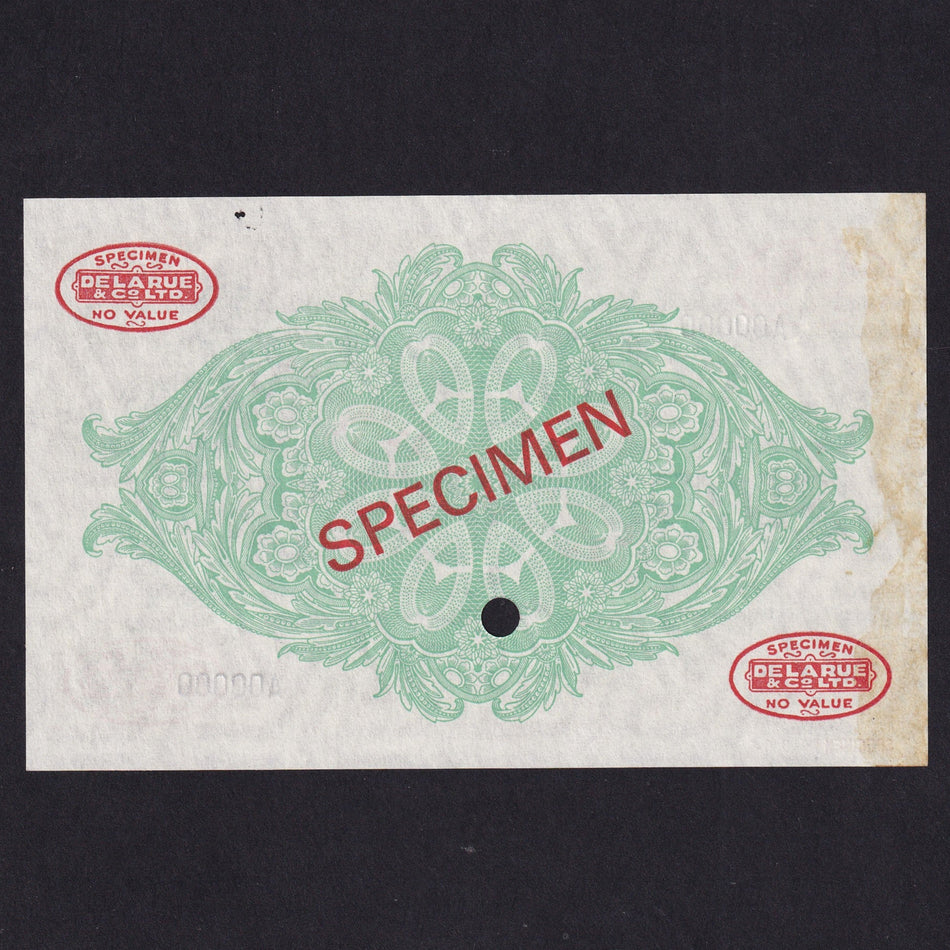 SPECIMEN
DE LA RUE
& Co LTD.
NO VALUE
SPECIMEN
SPECIMEN
DE LA RUE
& Co LTD.
NO VALUE